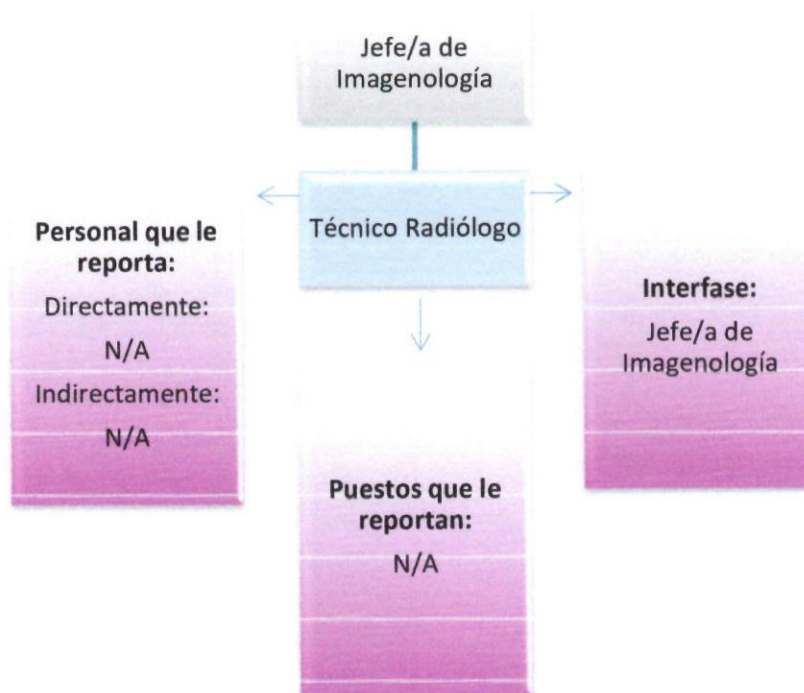 Jefe/a de
Imagenología
Técnico Radiólogo
Personal que le
reporta:
Directamente:
N/A
Indirectamente:
N/A
Interfase:
Jefe/a de
Imagenología
Puestos que le
reportan:
N/A